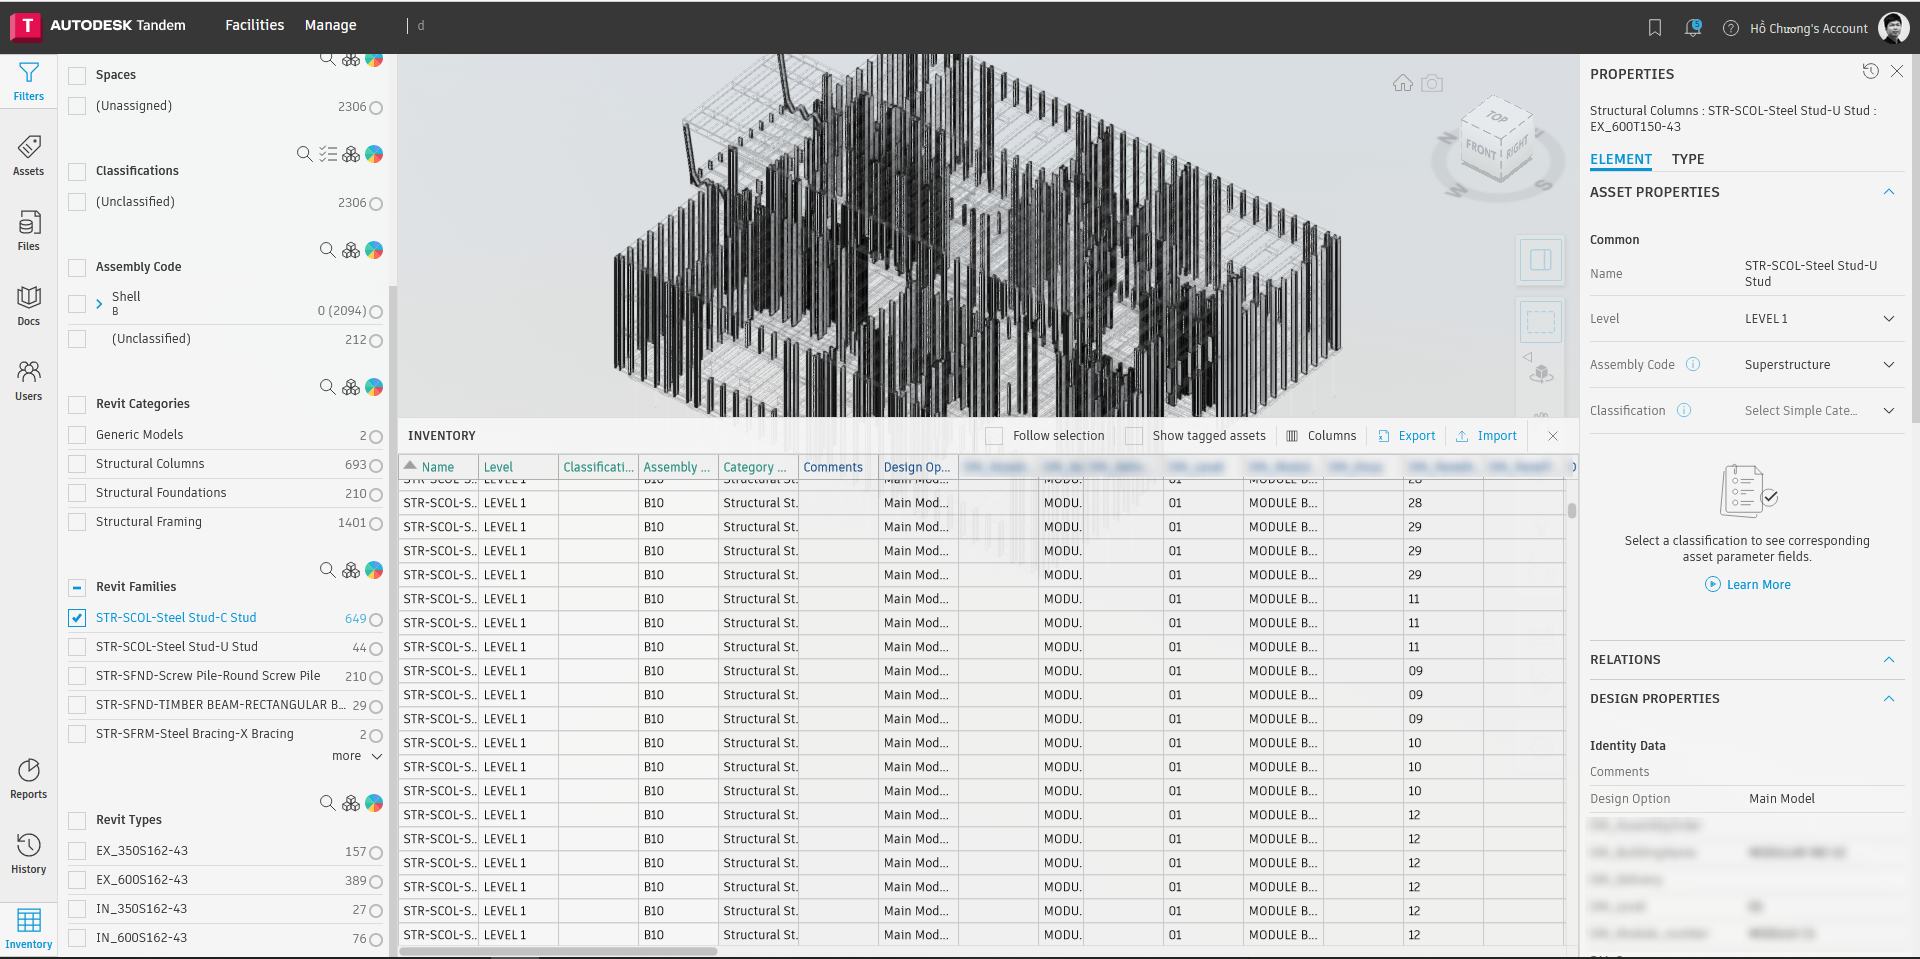 T AUTODESK Tandem
Facilities
Manage
d
5
Hồ Chương's Account
Filters
Assets
Files
Docs
Users
Reports
History
Inventory
Spaces
(Unassigned) 2306
Classifications
(Unclassified) 2306
Assembly Code
Shell
B
0 (2094)
(Unclassified) 212
Revit Categories
Generic Models 2
Structural Columns 693
Structural Foundations 210
Structural Framing 1401
Revit Families
STR-SCOL-Steel Stud-C Stud 649
STR-SCOL-Steel Stud-U Stud 44
STR-SFND-Screw Pile-Round Screw Pile 210
STR-SFND-TIMBER BEAM-RECTANGULAR B... 29
STR-SFRM-Steel Bracing-X Bracing 2
more
Revit Types
EX_350S162-43 157
EX_600S162-43 389
IN_350S162-43 27
IN_600S162-43 76
TOP
FRONT
RIGHT
N
W
S
INVENTORY
Follow selection
Show tagged assets
Columns
Export
Import
Name Level Classificati... Assembly ... Category ... Comments Design Op...
STR-SCOL-S.. LEVEL 1 B10 Structural St. Main Mod... MODU. 01 MODULE B... 28
STR-SCOL-S.. LEVEL 1 B10 Structural St. Main Mod... MODU. 01 MODULE B... 28
STR-SCOL-S.. LEVEL 1 B10 Structural St. Main Mod... MODU. 01 MODULE B... 29
STR-SCOL-S.. LEVEL 1 B10 Structural St. Main Mod... MODU. 01 MODULE B... 29
STR-SCOL-S.. LEVEL 1 B10 Structural St. Main Mod... MODU. 01 MODULE B... 29
STR-SCOL-S.. LEVEL 1 B10 Structural St. Main Mod... MODU. 01 MODULE B... 11
STR-SCOL-S.. LEVEL 1 B10 Structural St. Main Mod... MODU. 01 MODULE B... 11
STR-SCOL-S.. LEVEL 1 B10 Structural St. Main Mod... MODU. 01 MODULE B... 11
STR-SCOL-S.. LEVEL 1 B10 Structural St. Main Mod... MODU. 01 MODULE B... 09
STR-SCOL-S.. LEVEL 1 B10 Structural St. Main Mod... MODU. 01 MODULE B... 09
STR-SCOL-S.. LEVEL 1 B10 Structural St. Main Mod... MODU. 01 MODULE B... 09
STR-SCOL-S.. LEVEL 1 B10 Structural St. Main Mod... MODU. 01 MODULE B... 10
STR-SCOL-S.. LEVEL 1 B10 Structural St. Main Mod... MODU. 01 MODULE B... 10
STR-SCOL-S.. LEVEL 1 B10 Structural St. Main Mod... MODU. 01 MODULE B... 10
STR-SCOL-S.. LEVEL 1 B10 Structural St. Main Mod... MODU. 01 MODULE B... 12
STR-SCOL-S.. LEVEL 1 B10 Structural St. Main Mod... MODU. 01 MODULE B... 12
STR-SCOL-S.. LEVEL 1 B10 Structural St. Main Mod... MODU. 01 MODULE B... 12
STR-SCOL-S.. LEVEL 1 B10 Structural St. Main Mod... MODU. 01 MODULE B... 12
STR-SCOL-S.. LEVEL 1 B10 Structural St. Main Mod... MODU. 01 MODULE B... 12
STR-SCOL-S.. LEVEL 1 B10 Structural St. Main Mod... MODU. 01 MODULE B... 12
PROPERTIES
Structural Columns : STR-SCOL-Steel Stud-U Stud :
EX_600T150-43
ELEMENT TYPE
ASSET PROPERTIES
Common
Name STR-SCOL-Steel Stud-U
Stud
Level LEVEL 1
Assembly Code Superstructure
Classification Select Simple Cate...
Select a classification to see corresponding
asset parameter fields.
Learn More
RELATIONS
DESIGN PROPERTIES
Identity Data
Comments
Design Option Main Model